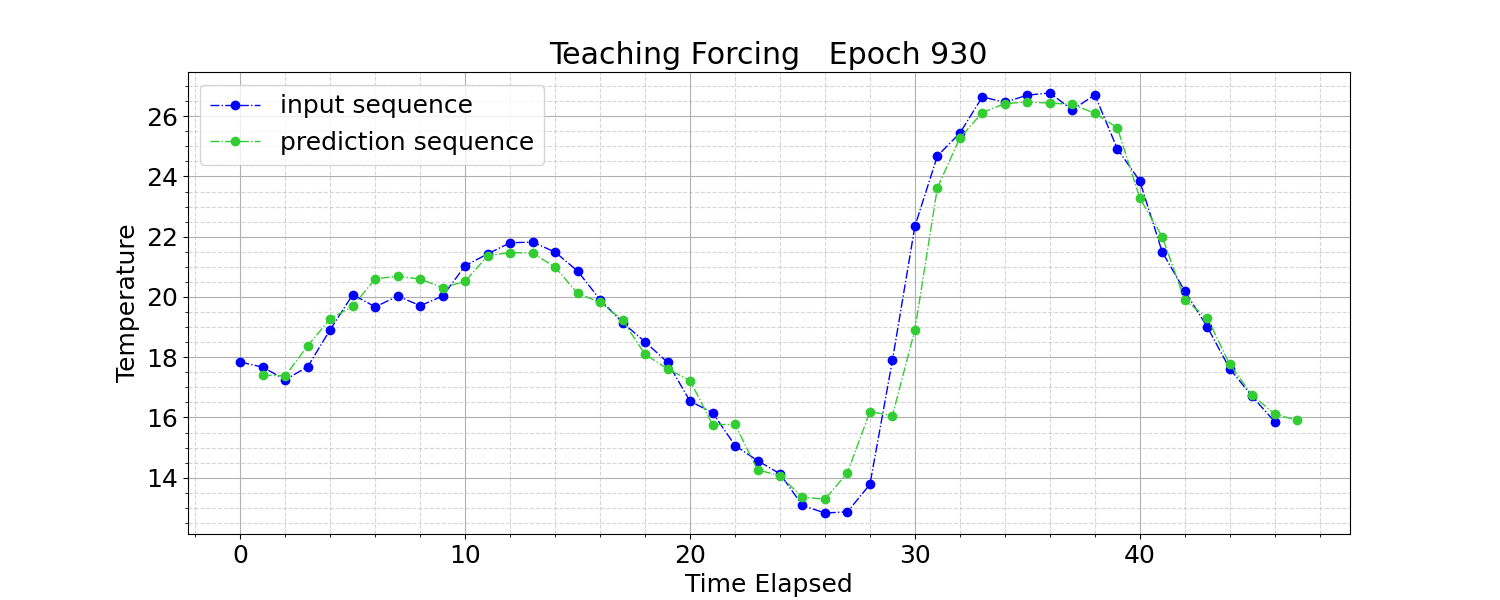 Teaching Forcing   Epoch 930
input sequence
prediction sequence
26
24
22
20
18
16
14
Temperature
0 10 20 30 40
Time Elapsed